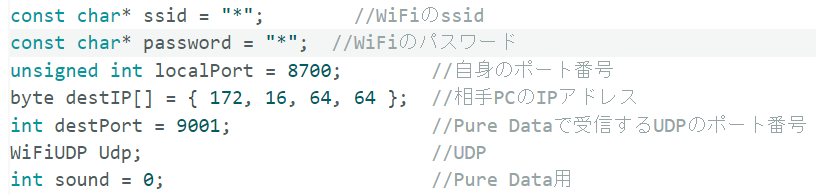 const char* ssid = "*";        //WiFiのssid
const char* password = "*";  //WiFiのパスワード
unsigned int localPort = 8700;        //自身のポート番号
byte destIP[] = { 172, 16, 64, 64 };  //相手PCのIPアドレス
int destPort = 9001;                  //Pure Dataで受信するUDPのポート番号
WiFiUDP Udp;                          //UDP
int sound = 0;                        //Pure Data用